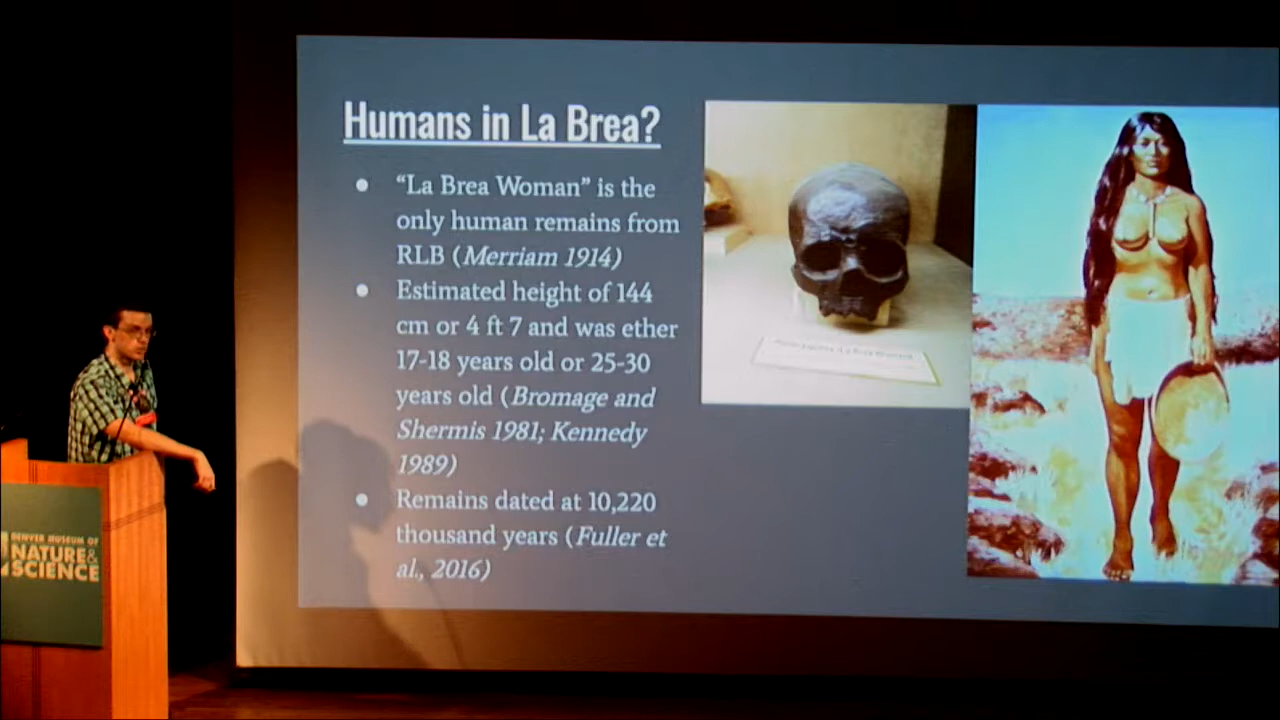 Humans in La Brea?
● “La Brea Woman” is the
only human remains from
RLB (Merriam 1914)
● Estimated height of 144
cm or 4 ft 7 and was ether
17-18 years old or 25-30
years old (Bromage and
Shermis 1981; Kennedy
1989)
● Remains dated at 10,220
thousand years (Fuller et
al., 2016)
DENVER MUSEUM OF
NATURE&
SCIENCE